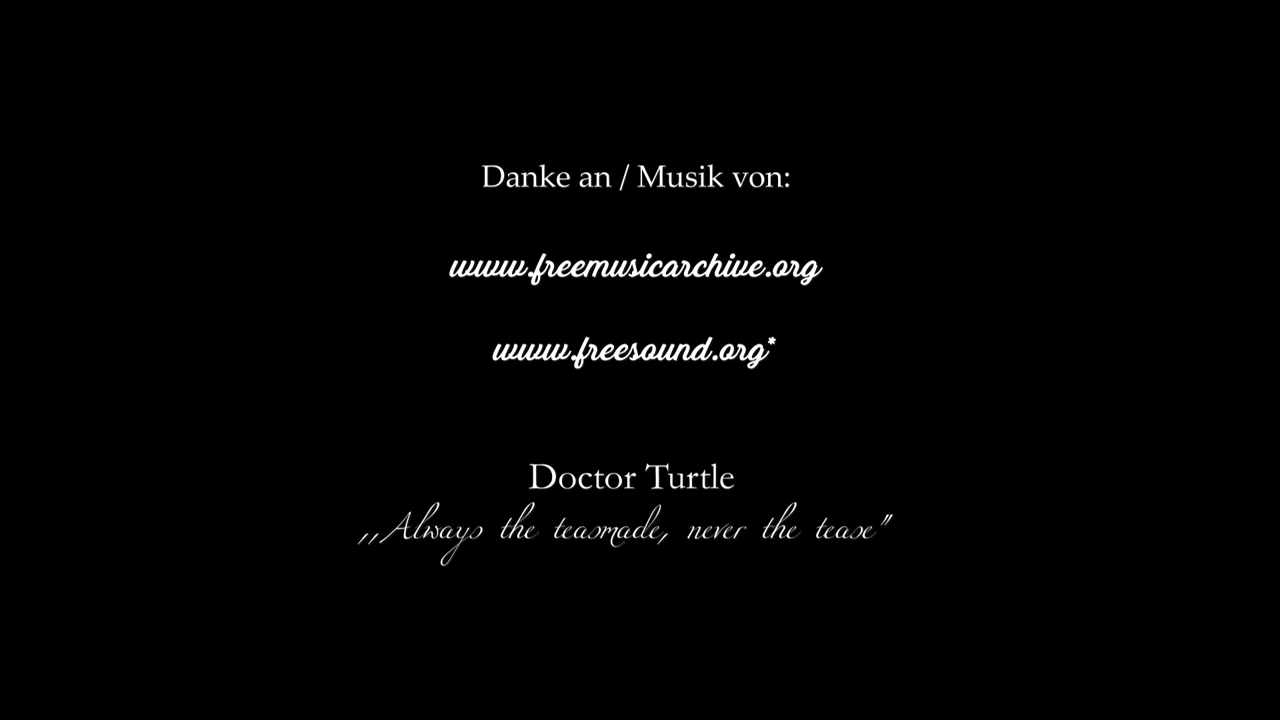 Danke an / Musik von:
www.freemusicarchive.org
www.freesound.org*
Doctor Turtle
,,Always the teasmade, never the tease"